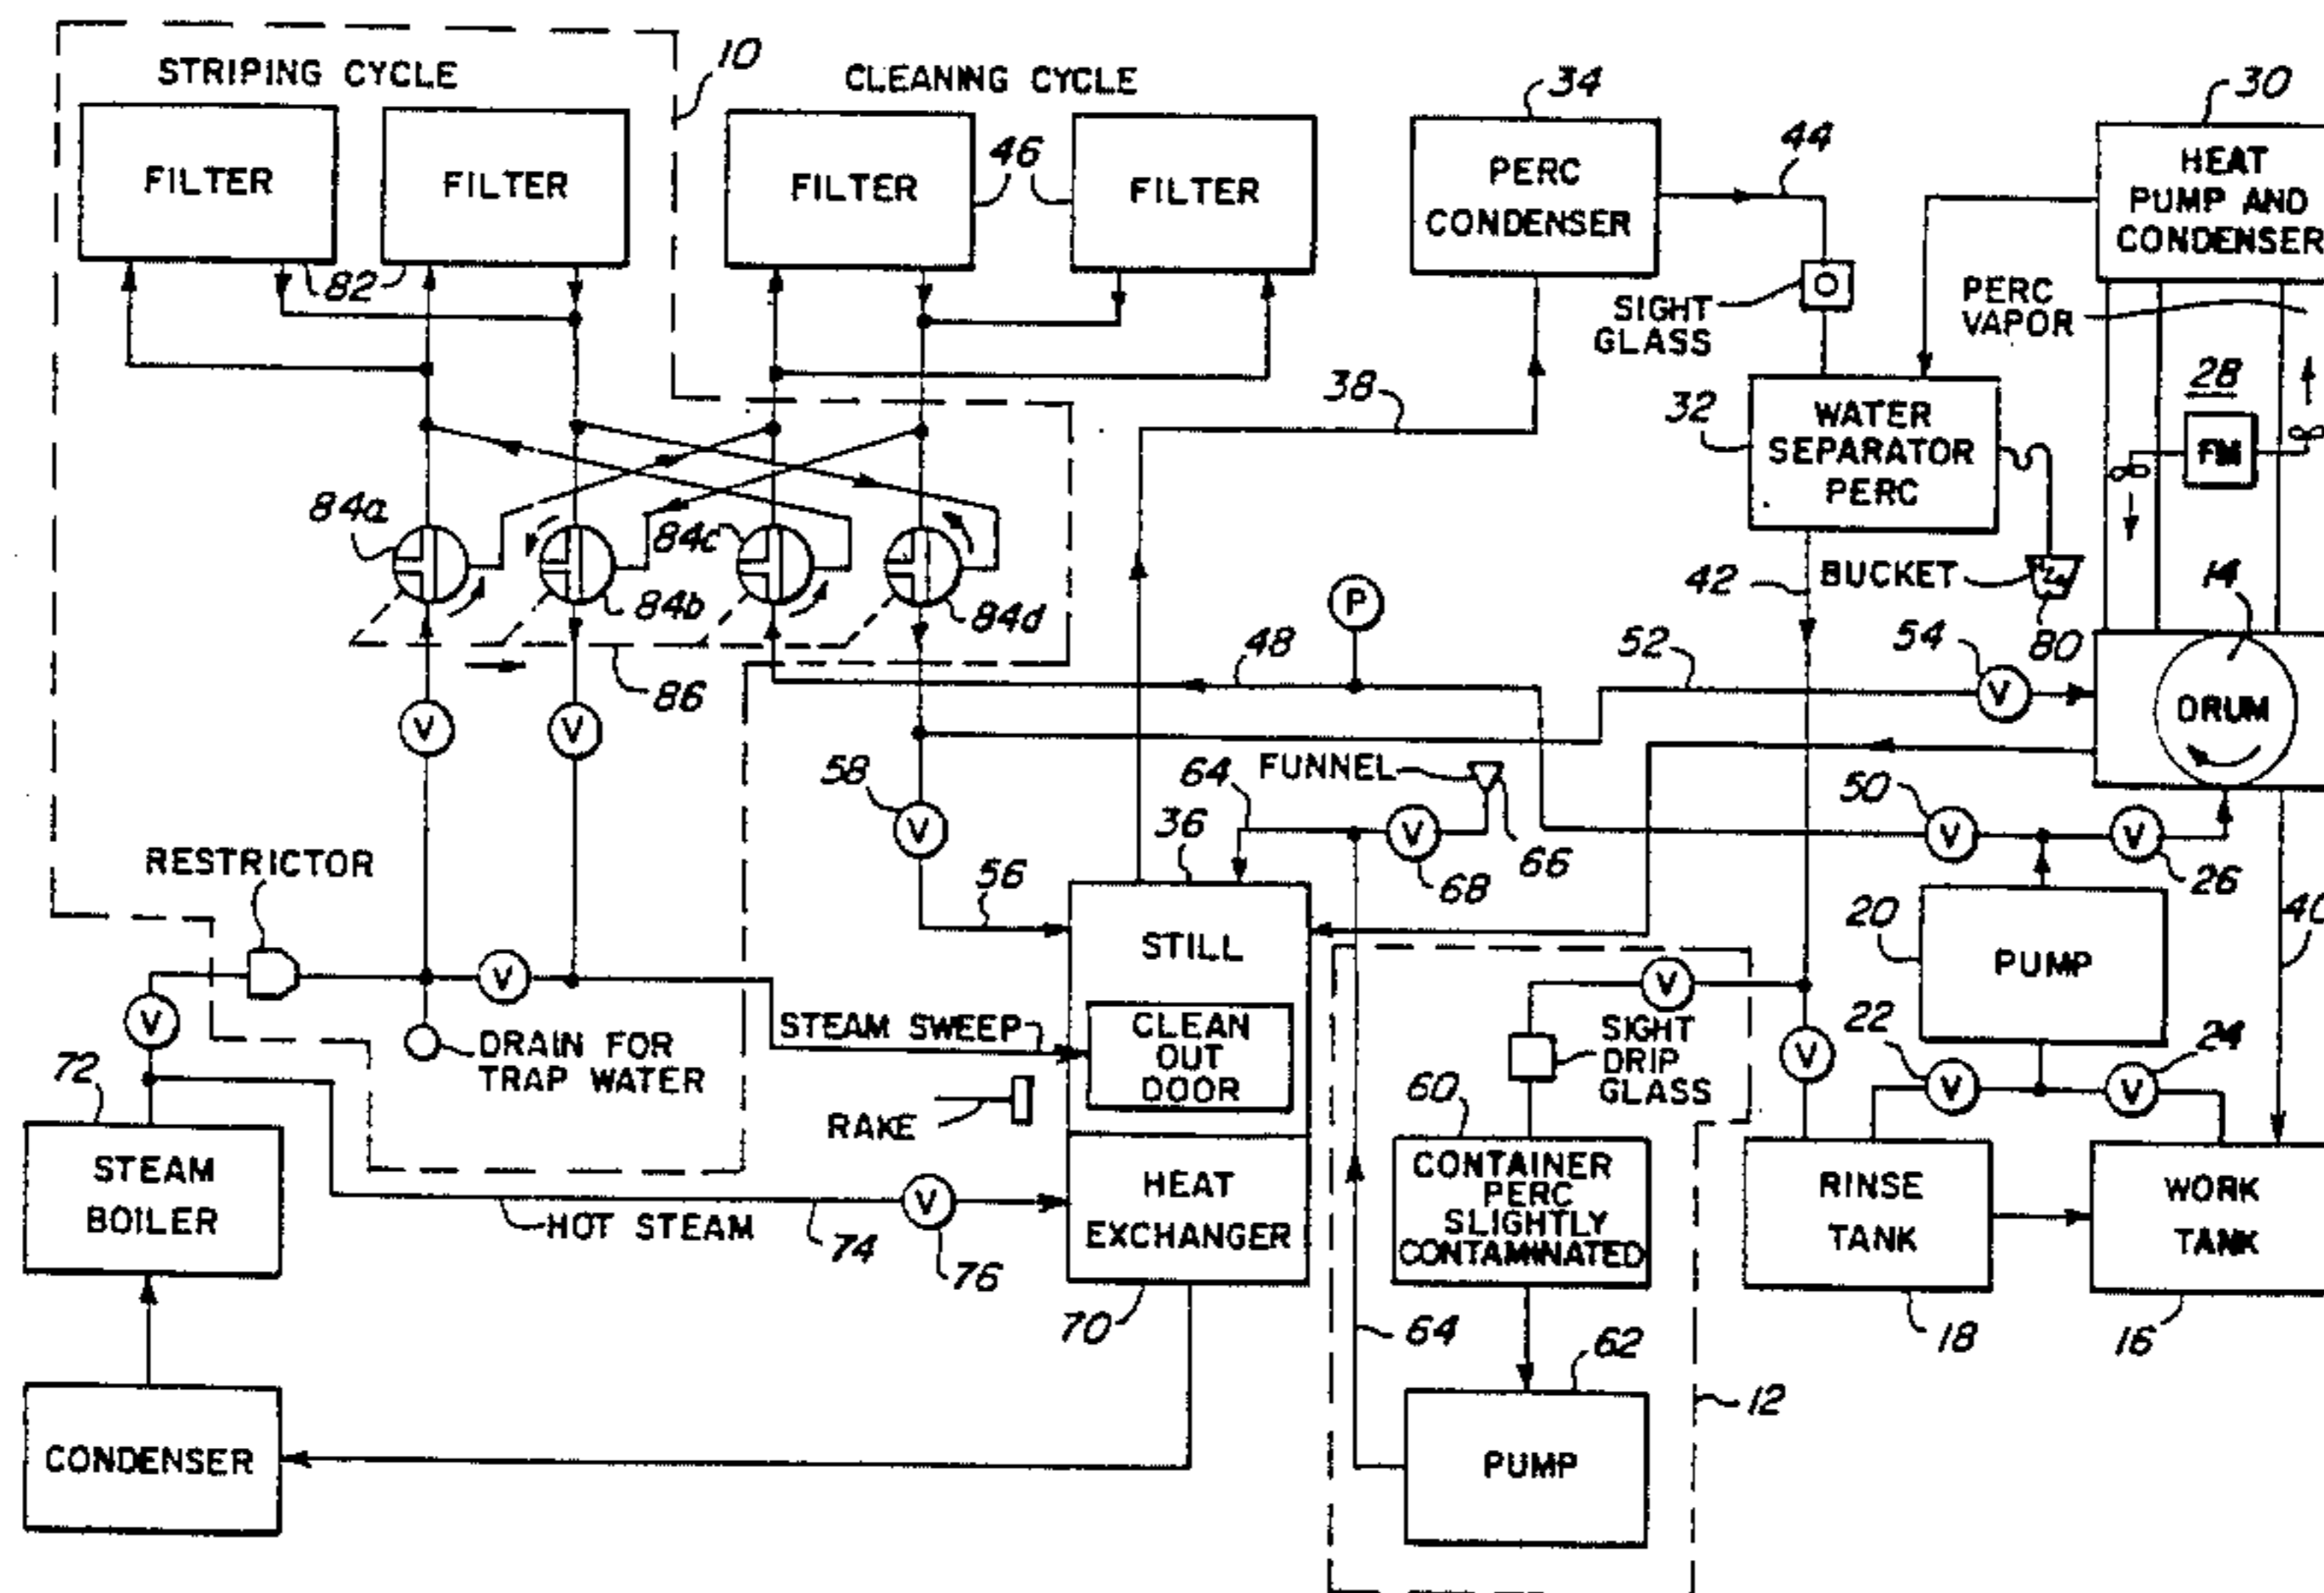 STRIPING CYCLE
10
CLEANING CYCLE
34
30
FILTER
FILTER
FILTER
46
FILTER
PERC
CONDENSER
44
HEAT
PUMP AND
CONDENSER
82
SIGHT
GLASS
PERC
VAPOR
38
32
WATER
SEPARATOR
PERC
28
FM
84a
84b
84c
84d
86
P
42
BUCKET
80
14
48
52
54
V
DRUM
V
V
58
V
64
FUNNEL
66
V
68
50
V
V
26
36
56
STILL
20
PUMP
40
RESTRICTOR
V
V
DRAIN FOR
TRAP WATER
STEAM SWEEP
CLEAN
OUT
DOOR
RAKE
V
SIGHT
DRIP
GLASS
V
22
V
V
24
72
STEAM
BOILER
HOT STEAM
74
V
76
HEAT
EXCHANGER
70
60
CONTAINER
PERC
SLIGHTLY
CONTAMINATED
RINSE
TANK
18
WORK
TANK
16
64
62
PUMP
12
CONDENSER